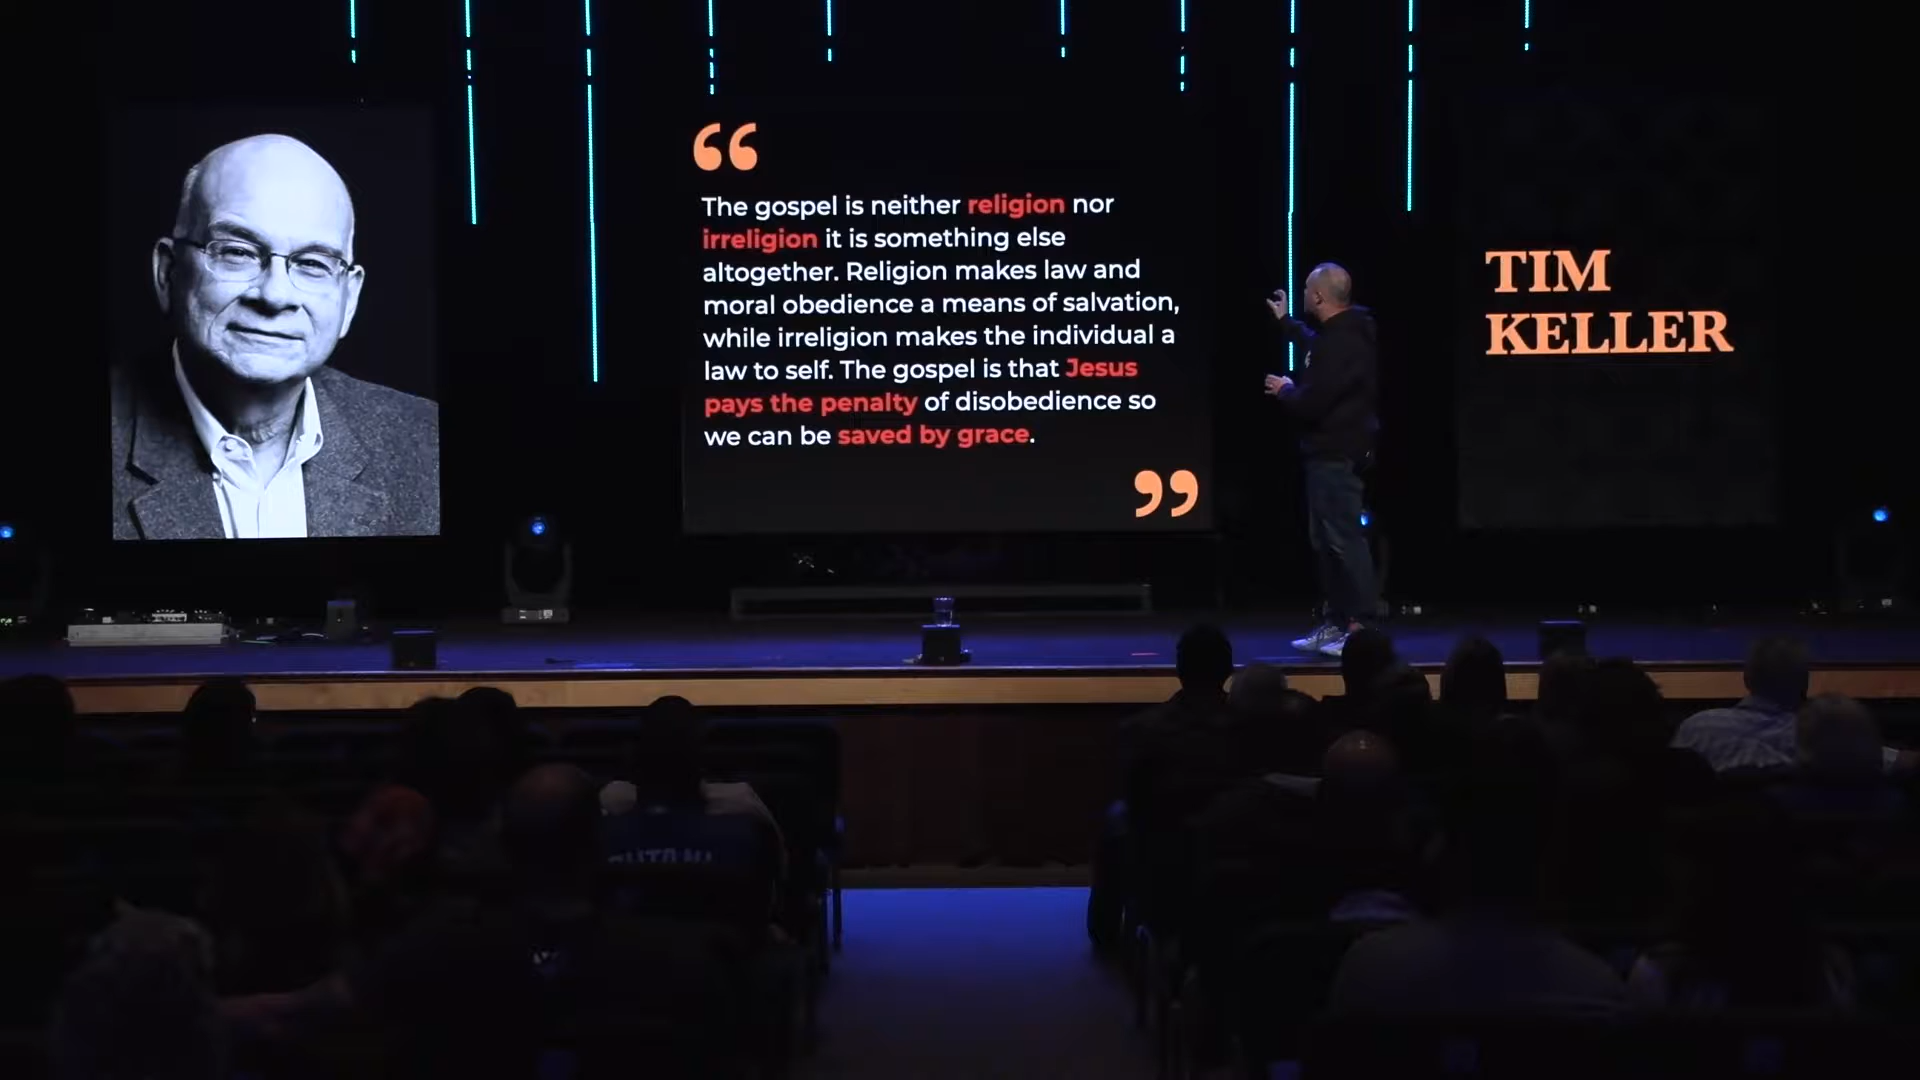 “
The gospel is neither religion nor
irreligion it is something else
altogether. Religion makes law and
moral obedience a means of salvation,
while irreligion makes the individual a
law to self. The gospel is that Jesus
pays the penalty of disobedience so
we can be saved by grace.
”
TIM
KELLER